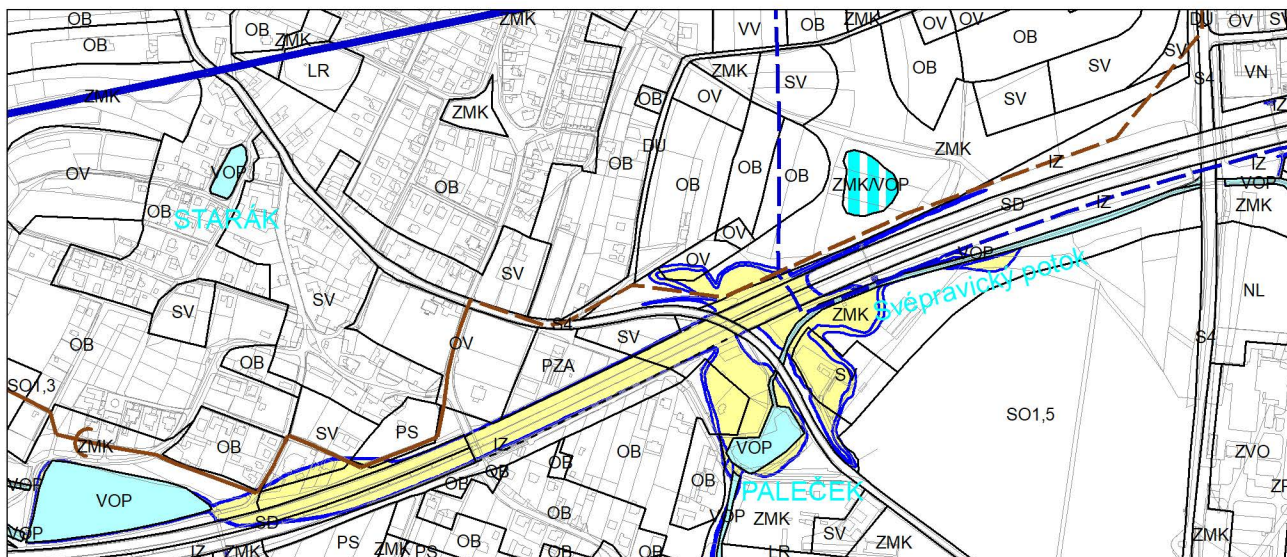 OB
ZMK
OB
ZMK
LR
ZMK
OV
VOP
OB
STARÁK
SV
SV
OB
OB
SO1,3
ZMK
OB
SV
PS
VOP
VOP
VOP
SD
IZ
ZMK
PS
ZMK
PS
OB
OB
OB
OB
OB
OB
OB
OV
PZA
IZ
S4
SV
SV
OB
ZMK
OB
OB
DU
OV
ZMK
VV
OB
ZMK
OV
OV
SV
OB
OB
SV
SV
OB
OB
OB
OV
OV
ZMK/VOP
ZMK
IZ
SD
IZ
VOP
Svépravický potok
ZMK
VOP
PALEČEK
OB
VOP
ZMK
LR
SV
ZMK
SO1,5
S4
S4
DU
OV
SV
VN
IZ
IZ
VOP
ZMK
NL
ZVO
ZMK